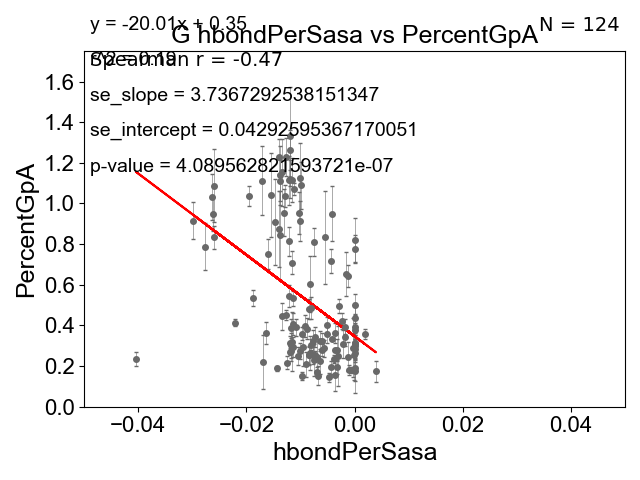 y = -20.01x + 0.35
N = 124
G hbondPerSasa vs PercentGpA
Spearman r = -0.47
se_slope = 3.7367292538151347
se_intercept = 0.04292595367170051
p-value = 4.089562821593721e-07
PercentGpA
1.6
1.4
1.2
1.0
0.8
0.6
0.4
0.2
0.0
−0.04 −0.02 0.00 0.02 0.04
hbondPerSasa